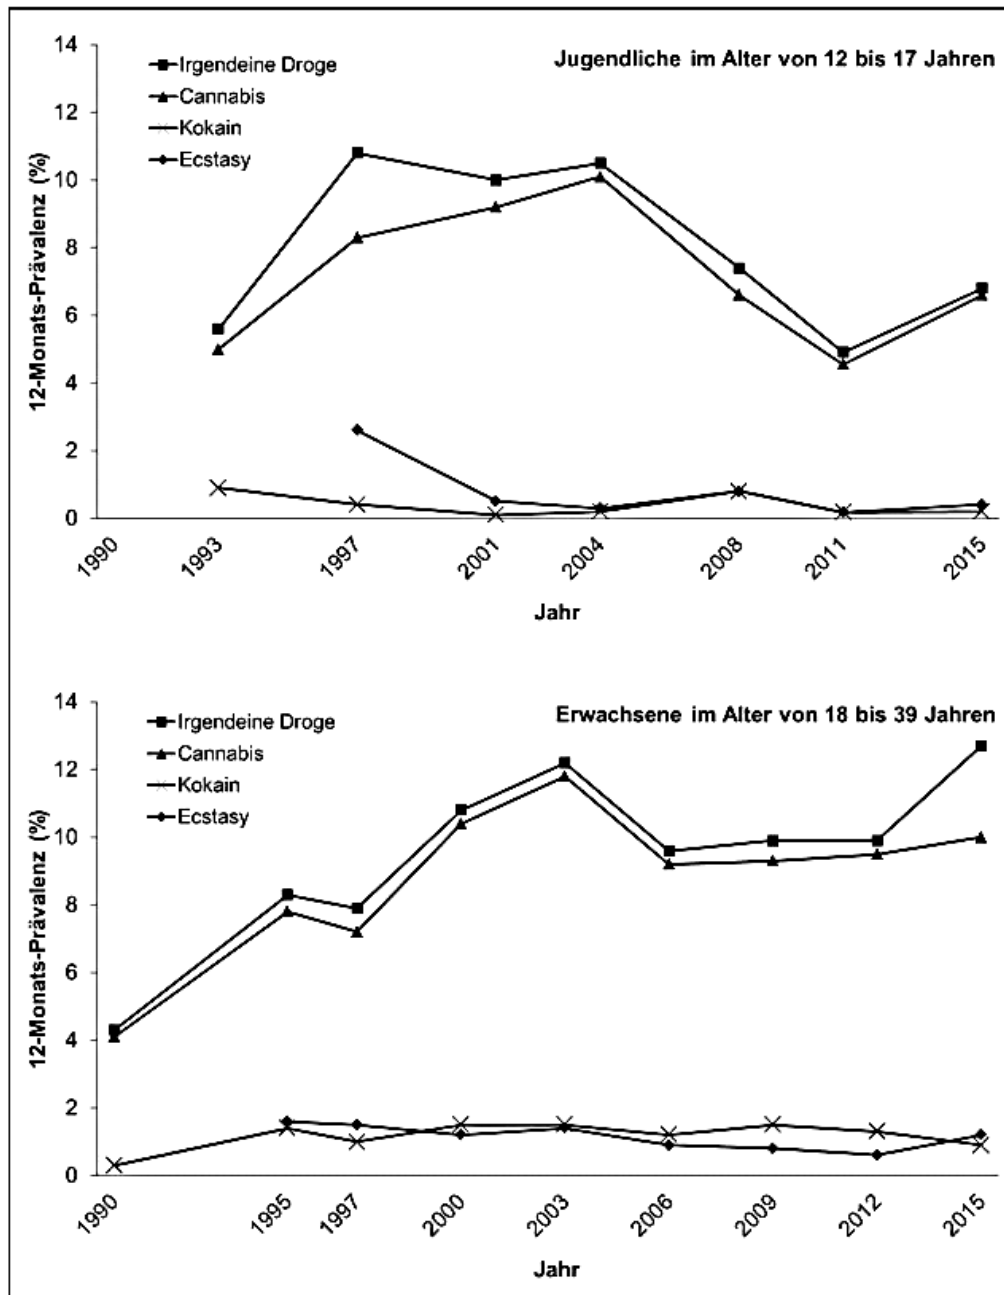 Jugendliche im Alter von 12 bis 17 Jahren
Irgendeine Droge
Cannabis
Kokain
Ecstasy
12-Monats-Prävalenz (%)
14
12
10
8
6
4
2
0
1990
1993
1997
2001
2004
2008
2011
2015
Jahr
Erwachsene im Alter von 18 bis 39 Jahren
Irgendeine Droge
Cannabis
Kokain
Ecstasy
12-Monats-Prävalenz (%)
14
12
10
8
6
4
2
0
1990
1995
1997
2000
2003
2006
2009
2012
2015
Jahr